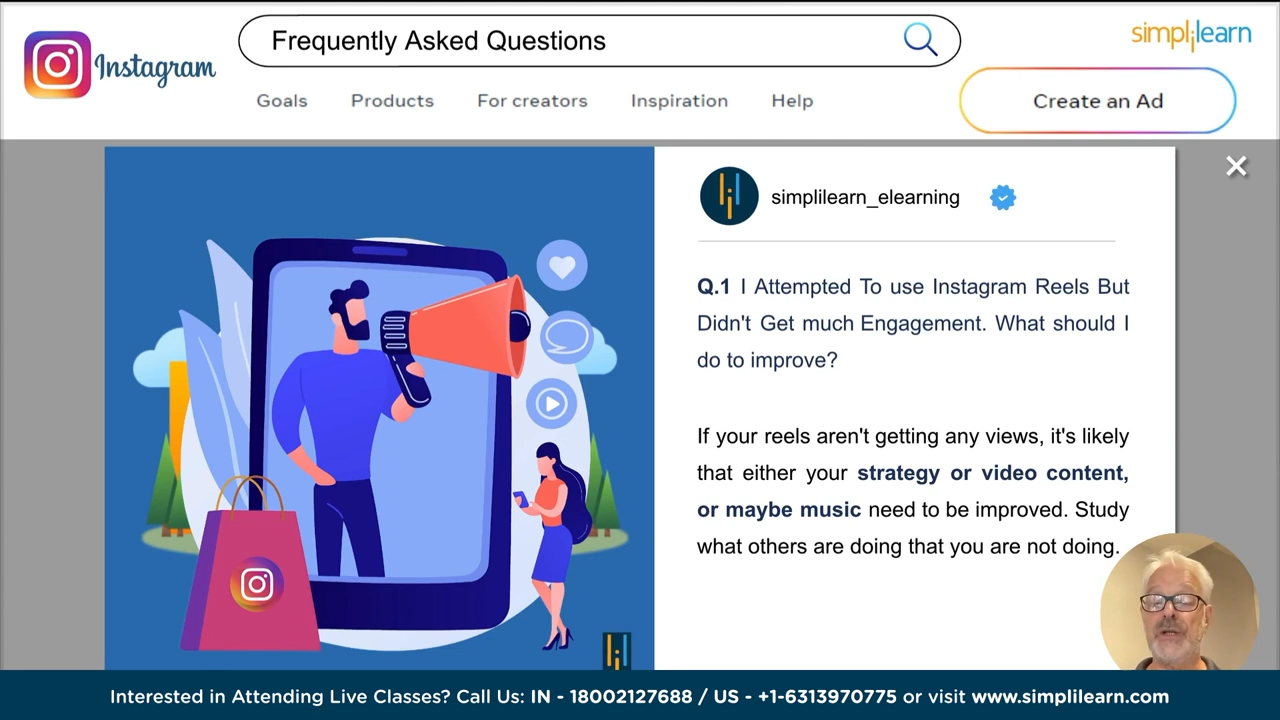 Instagram
Frequently Asked Questions
simplilearn
Goals Products For creators Inspiration Help
Create an Ad
simplilearn_elearning
Q.1 I Attempted To use Instagram Reels But
Didn't Get much Engagement. What should I
do to improve?
If your reels aren't getting any views, it's likely
that either your strategy or video content,
or maybe music need to be improved. Study
what others are doing that you are not doing.
Interested in Attending Live Classes? Call Us: IN - 18002127688 / US - +1-6313970775 or visit www.simplilearn.com